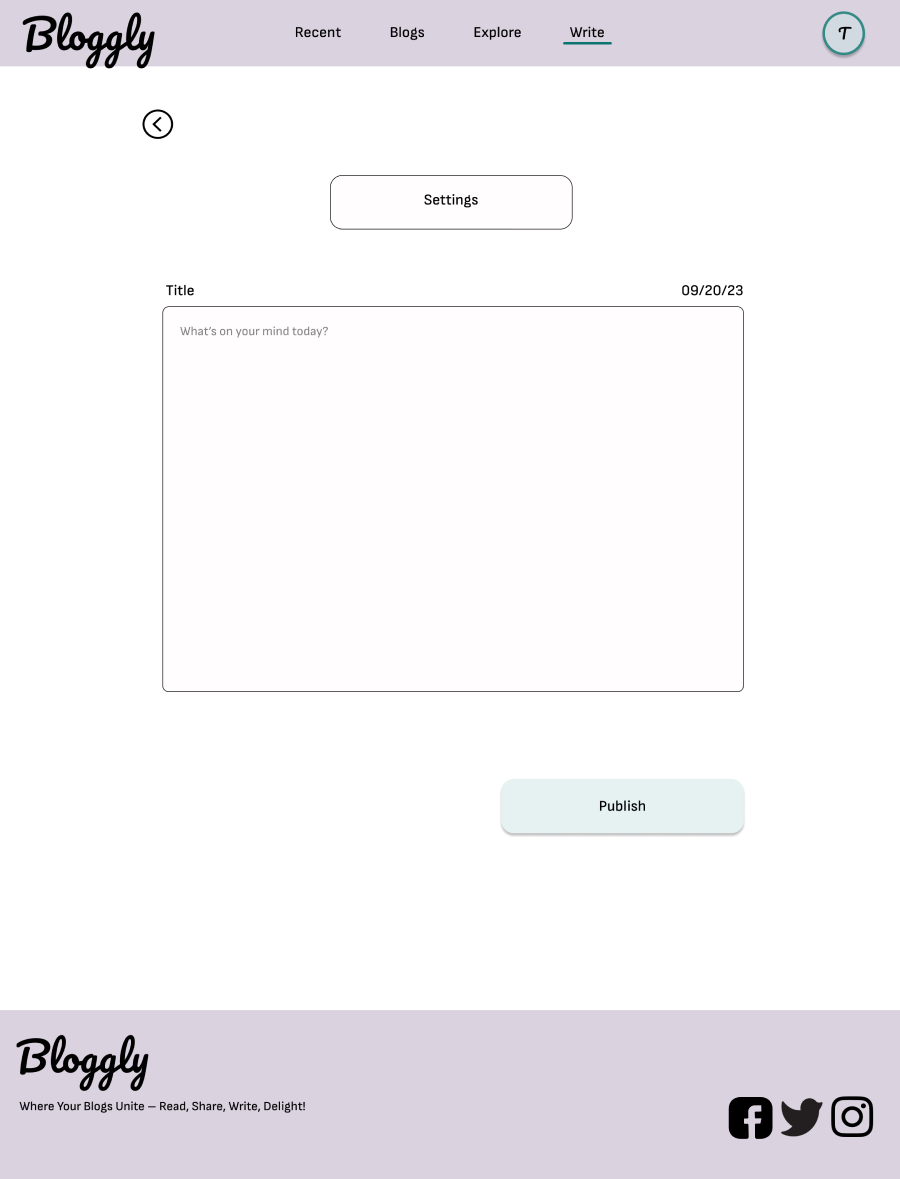 Bloggly
Recent Blogs Explore Write
T
Settings
Title 09/20/23
What's on your mind today?
Publish
Bloggly
Where Your Blogs Unite – Read, Share, Write, Delight!